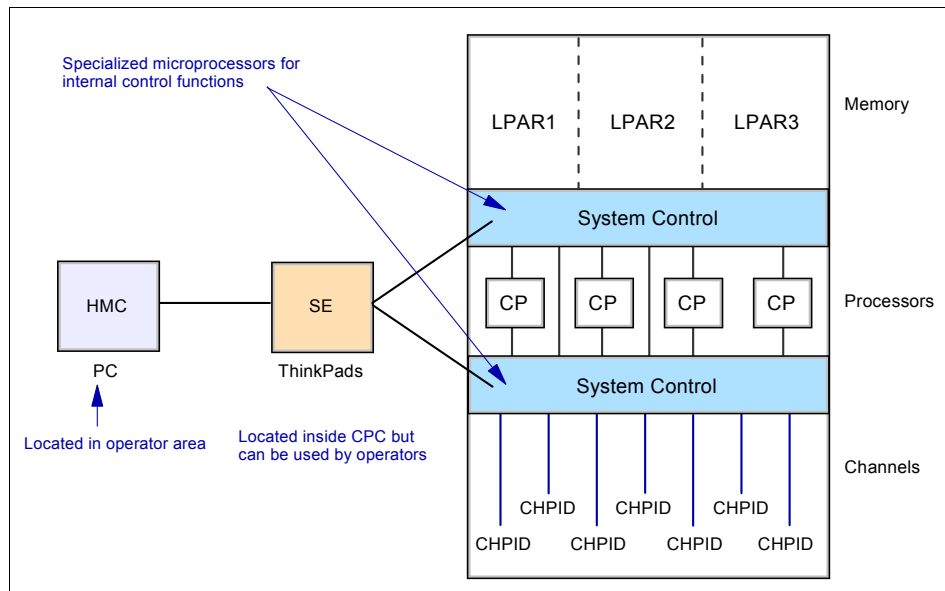 Specialized microprocessors for
internal control functions
LPAR1 LPAR2 LPAR3
Memory
System Control
HMC
SE
CP CP CP CP
Processors
PC
ThinkPads
System Control
Located in operator area
Located inside CPC but
can be used by operators
Channels
CHPID CHPID CHPID
CHPID CHPID CHPID CHPID